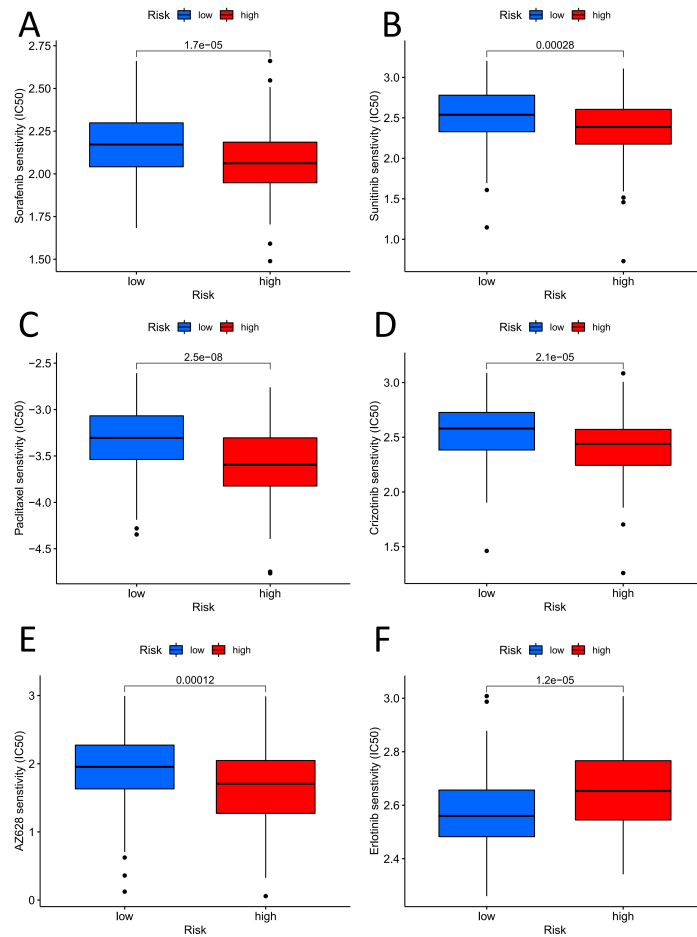 A
Risk low high
Sorafenib senstivity (IC50)
2.75
2.50
2.25
2.00
1.75
1.50
1.7e−05
low high
Risk
B
Risk low high
Sunitinib senstivity (IC50)
3.0
2.5
2.0
1.5
1.0
0.00028
low high
Risk
C
Risk low high
Paclitaxel senstivity (IC50)
−2.5
−3.0
−3.5
−4.0
−4.5
2.5e−08
low high
Risk
D
Risk low high
Crizotinib senstivity (IC50)
3.0
2.5
2.0
1.5
2.1e−05
low high
Risk
E
Risk low high
AZ628 senstivity (IC50)
3
2
1
0
0.00012
low high
Risk
F
Risk low high
Erlotinib senstivity (IC50)
3.0
2.8
2.6
2.4
1.2e−05
low high
Risk